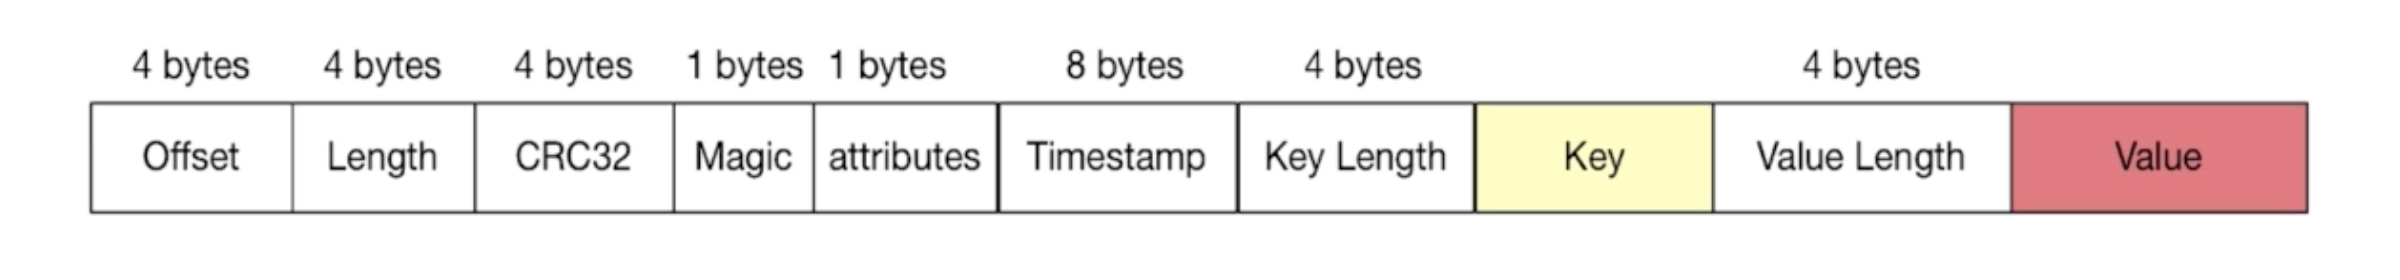 4 bytes 4 bytes 4 bytes 1 bytes 1 bytes 8 bytes 4 bytes 4 bytes
Offset Length CRC32 Magic attributes Timestamp Key Length Key Value Length Value